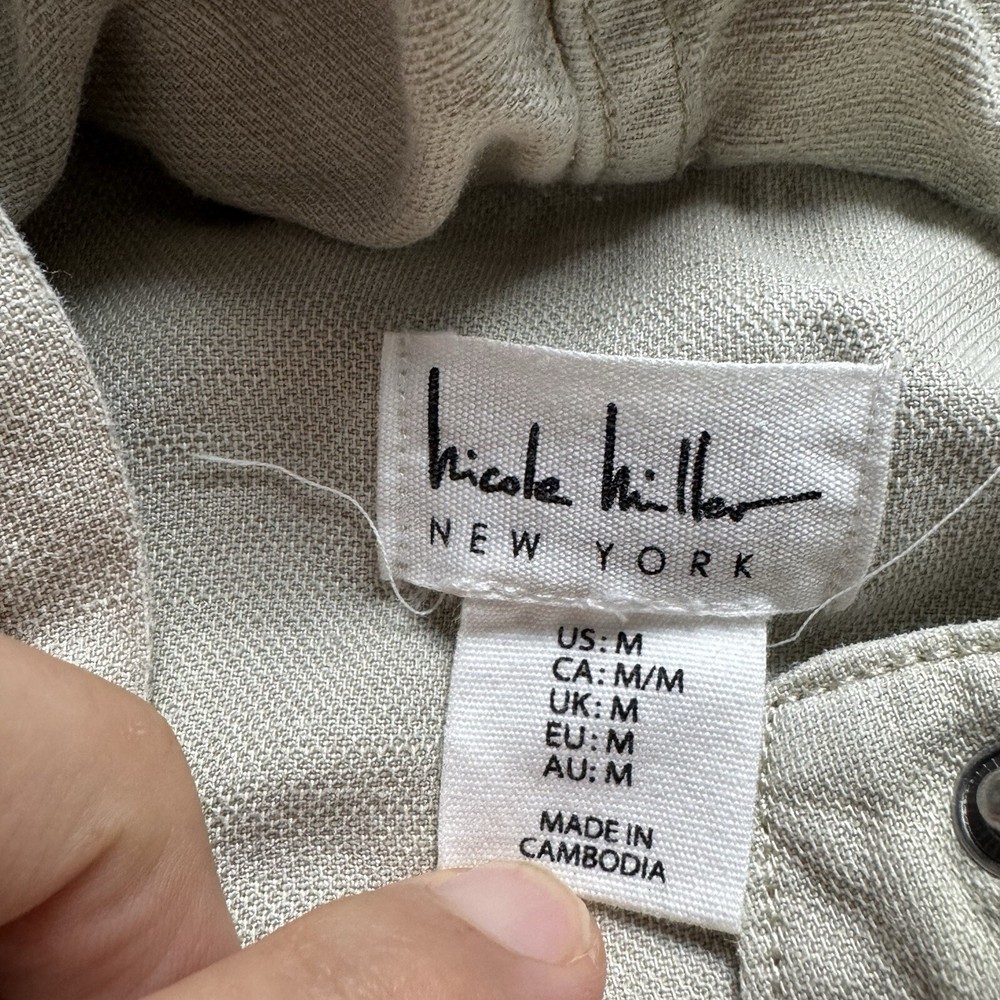 Nicole Miller
NEW YORK
US: M
CA: M/M
UK: M
EU: M
AU: M
MADE IN
CAMBODIA